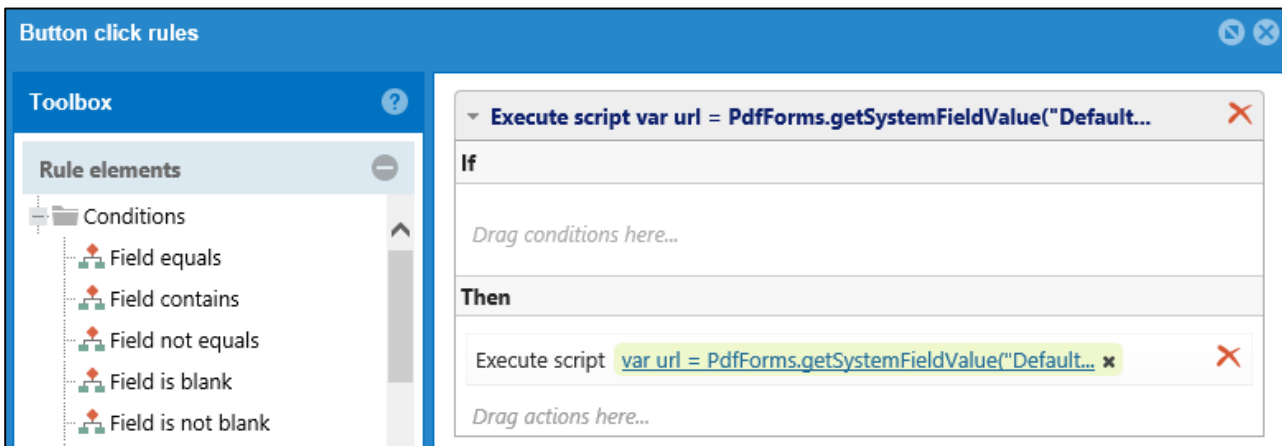 Button click rules
Toolbox
?
Rule elements
Conditions
Field equals
Field contains
Field not equals
Field is blank
Field is not blank
Execute script var url = PdfForms.getSystemFieldValue("Default...
If
Drag conditions here...
Then
Execute script var url = PdfForms.getSystemFieldValue("Default...
Drag actions here...